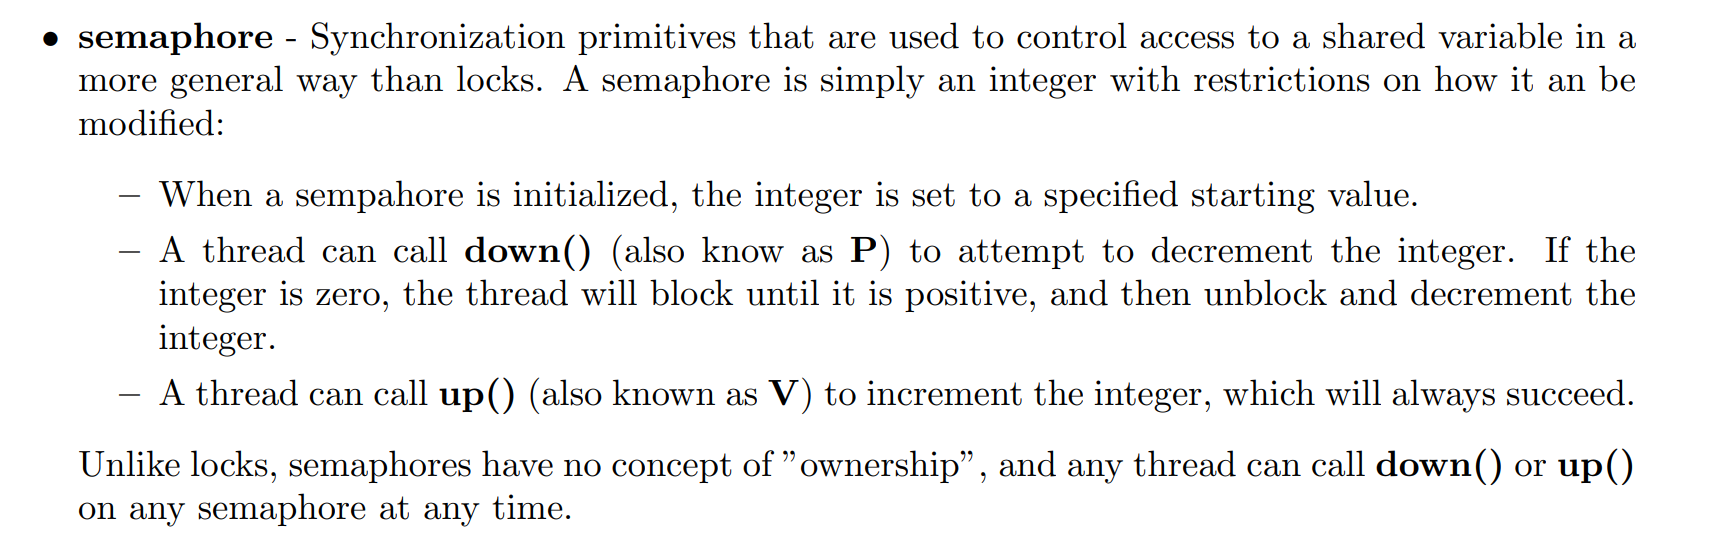 • semaphore - Synchronization primitives that are used to control access to a shared variable in a
more general way than locks. A semaphore is simply an integer with restrictions on how it an be
modified:
– When a sempahore is initialized, the integer is set to a specified starting value.
– A thread can call down() (also know as P) to attempt to decrement the integer. If the
integer is zero, the thread will block until it is positive, and then unblock and decrement the
integer.
– A thread can call up() (also known as V) to increment the integer, which will always succeed.
Unlike locks, semaphores have no concept of ”ownership”, and any thread can call down() or up()
on any semaphore at any time.